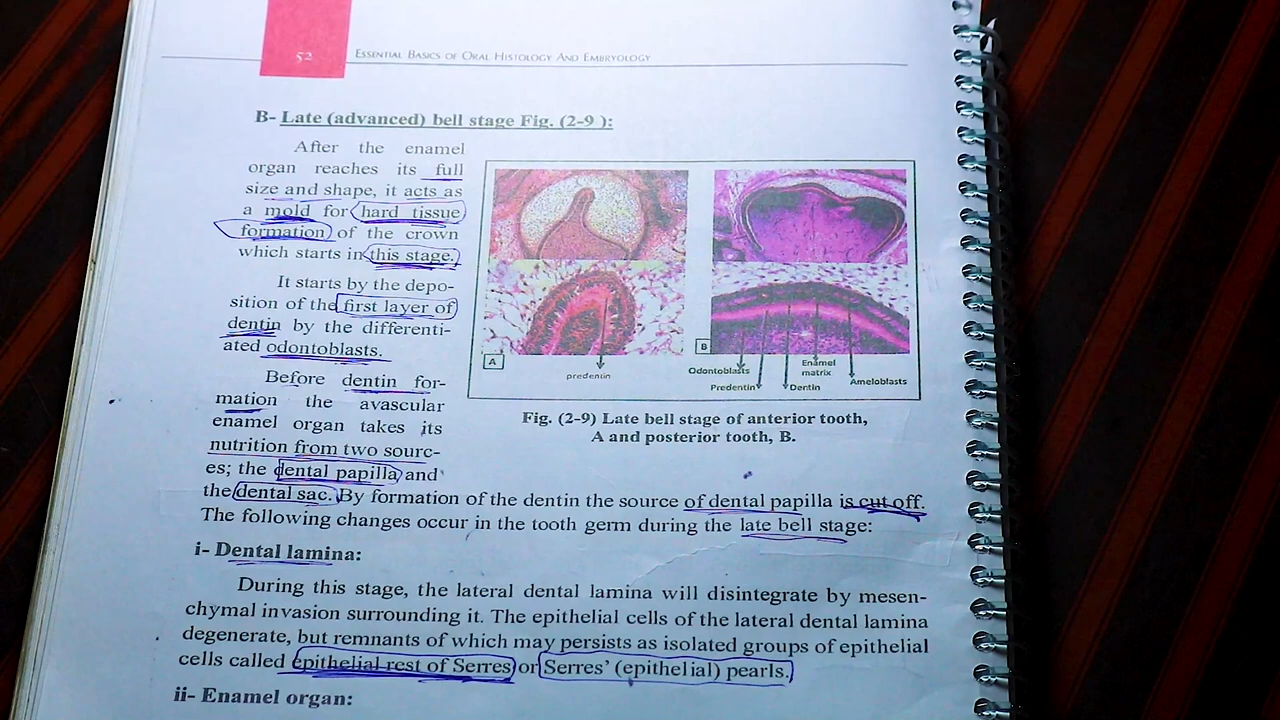 52
ESSENTIAL BASICS OF ORAL HISTOLOGY AND EMBRYOLOGY
B- Late (advanced) bell stage Fig. (2-9 ):
After the enamel
organ reaches its full
size and shape, it acts as
a mold for hard tissue
formation of the crown
which starts in this stage.
It starts by the depo-
sition of the first layer of
dentin by the differenti-
ated odontoblasts.
Before dentin for-
mation the avascular
enamel organ takes its
nutrition from two sourc-
es; the dental papilla and
the dental sac. By formation of the dentin the source of dental papilla is cut off.
The following changes occur in the tooth germ during the late bell stage:
A
predentin
B
Odontoblasts
Predentin
Dentin
Enamel
matrix
Ameloblasts
Fig. (2-9) Late bell stage of anterior tooth,
A and posterior tooth, B.
i- Dental lamina:
During this stage, the lateral dental lamina will disintegrate by mesen-
chymal invasion surrounding it. The epithelial cells of the lateral dental lamina
degenerate, but remnants of which may persists as isolated groups of epithelial
cells called epithelial rest of Serres or Serres' (epithelial) pearls.
ii- Enamel organ: